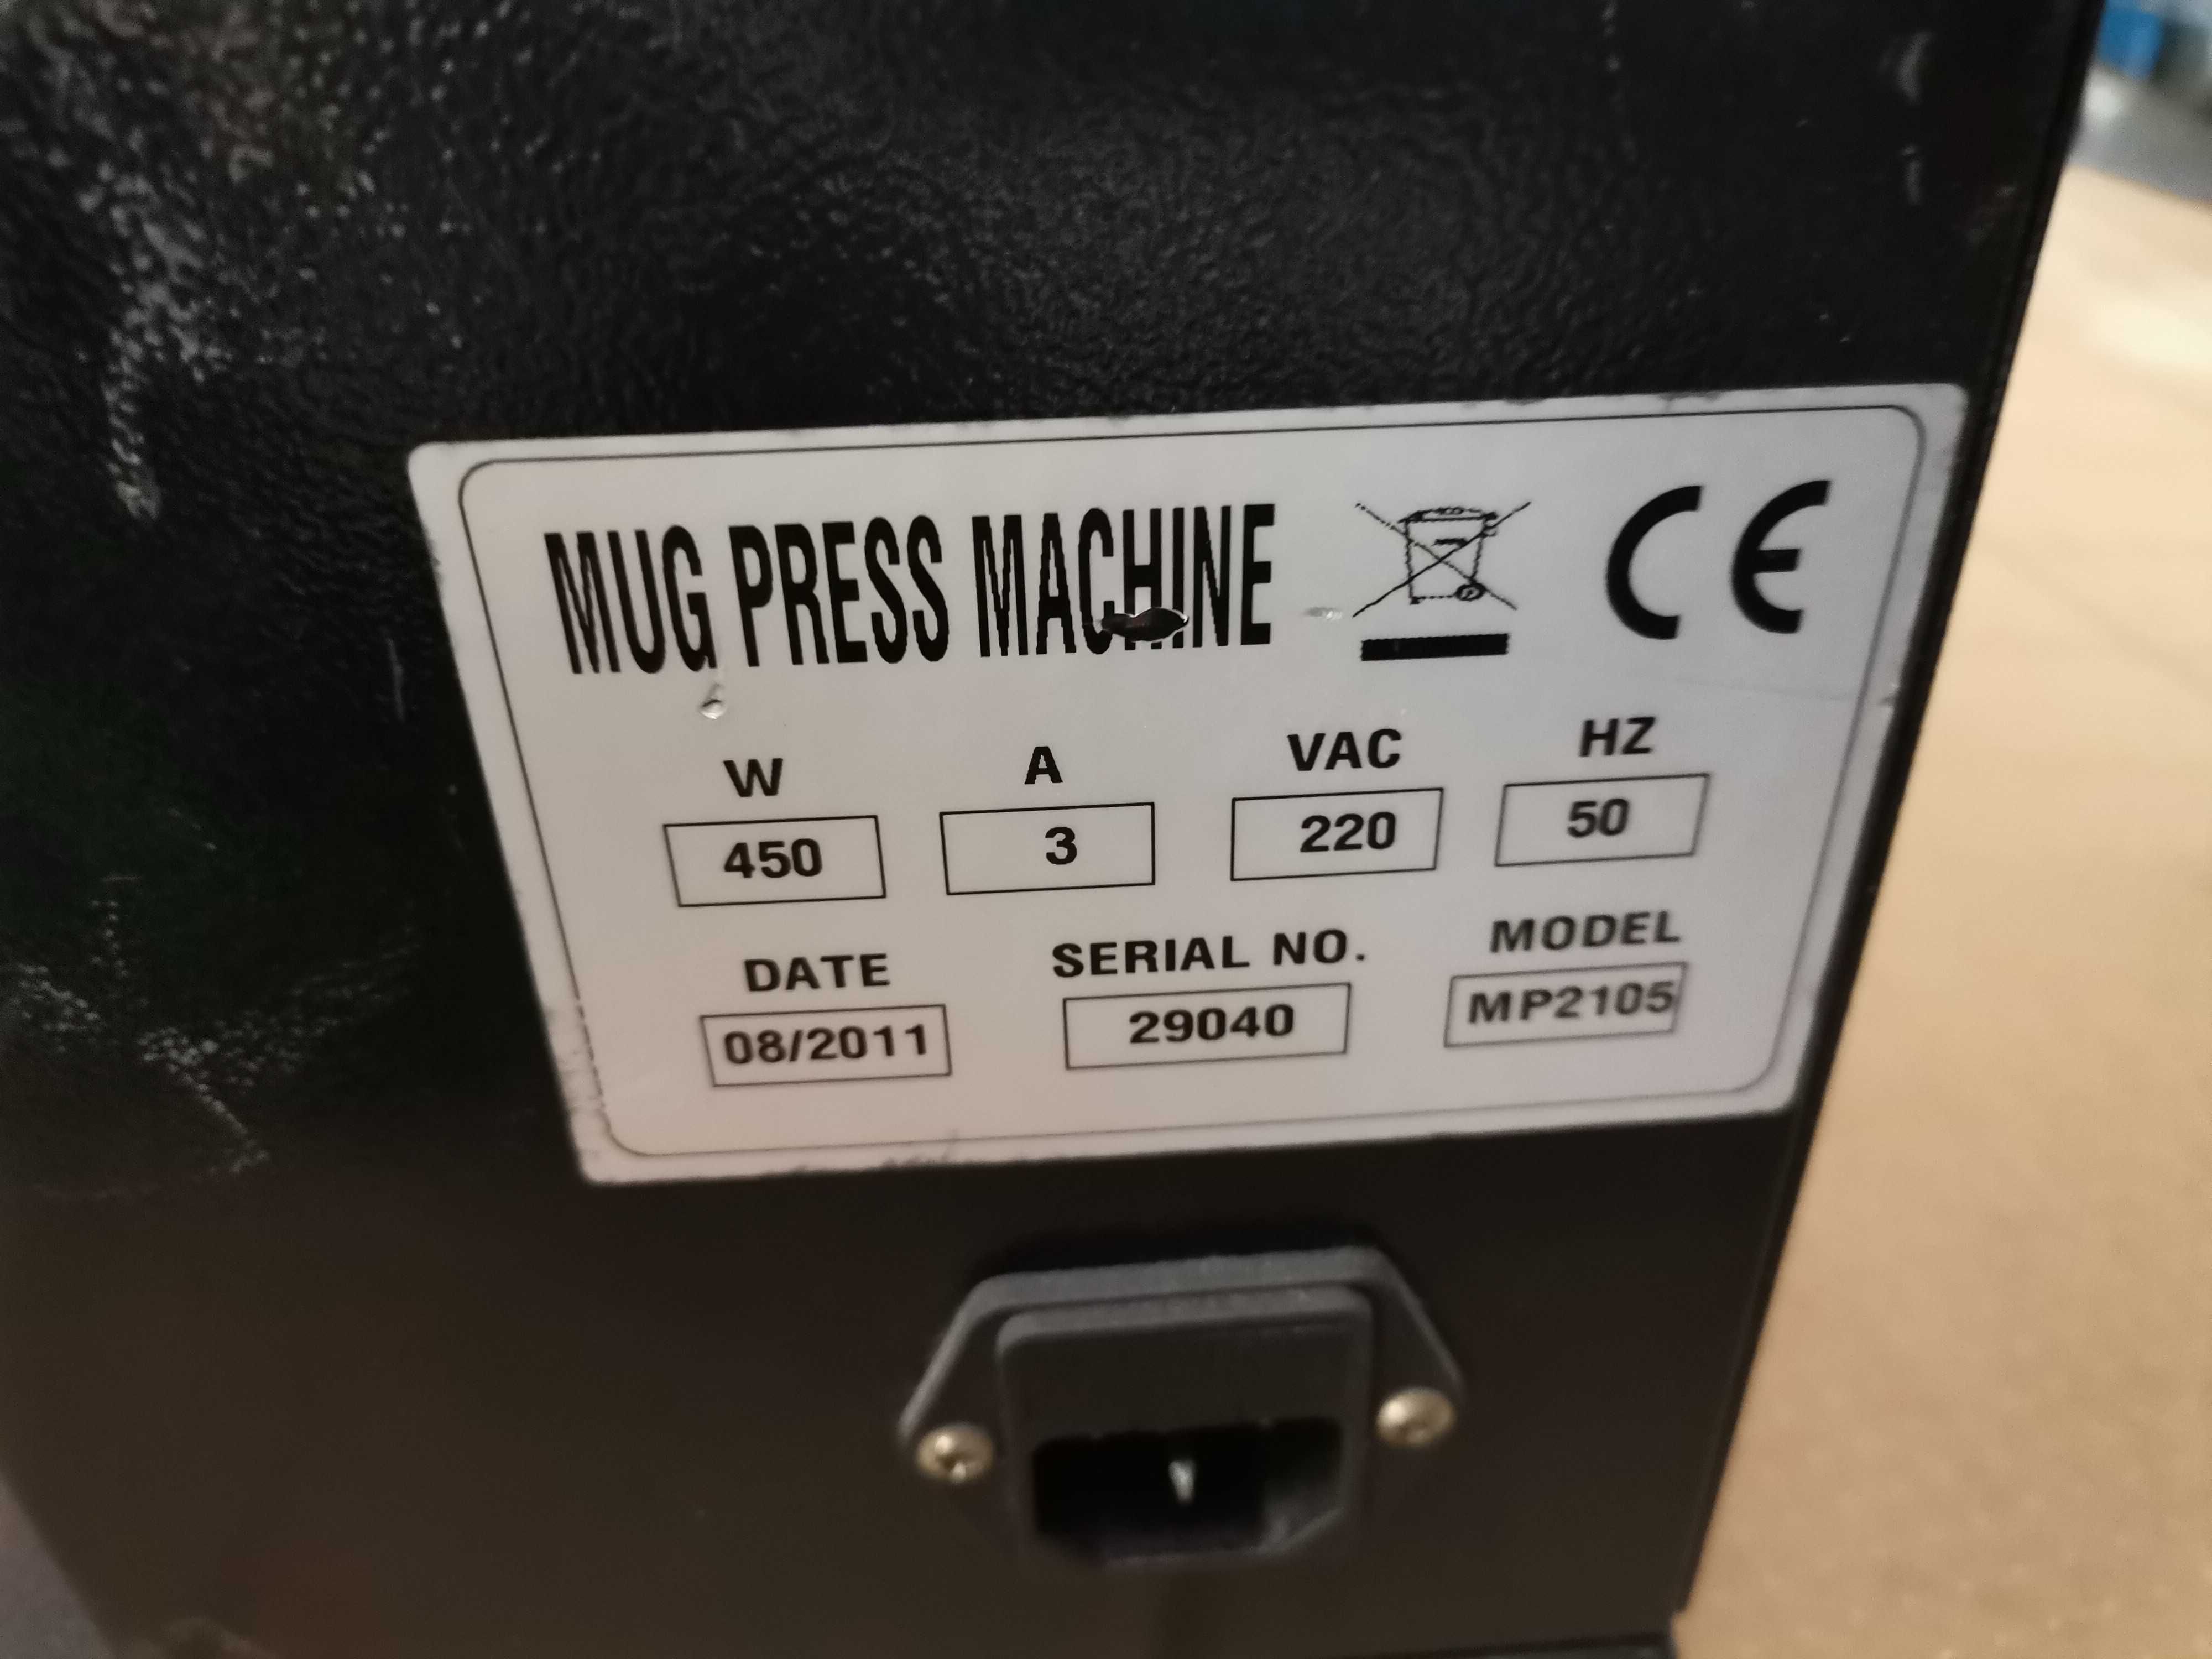 MUG PRESS MACHINE CE
W A VAC HZ
450 3 220 50
DATE SERIAL NO. MODEL
08/2011 29040 MP2105